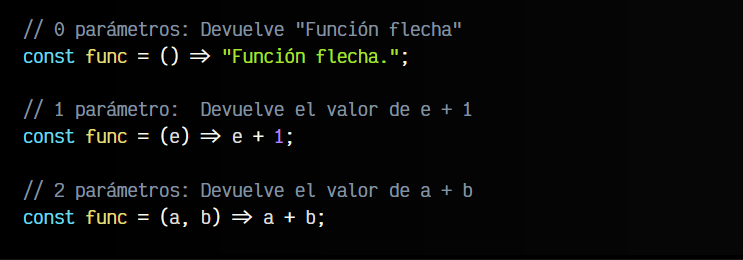 // 0 parámetros: Devuelve "Función flecha"
const func = () => "Función flecha.";
// 1 parámetro:  Devuelve el valor de e + 1
const func = (e) => e + 1;
// 2 parámetros: Devuelve el valor de a + b
const func = (a, b) => a + b;